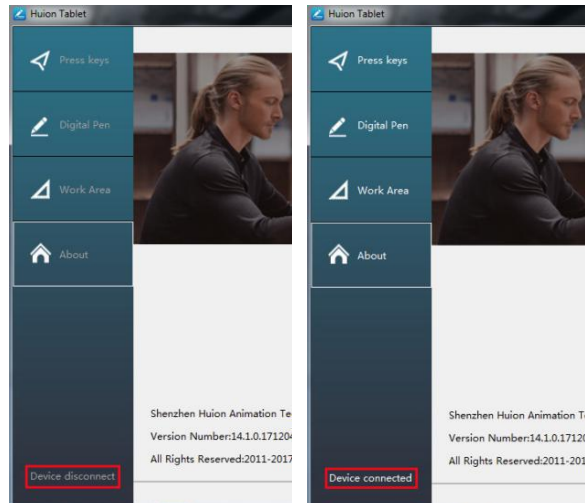 Huion Tablet
Press keys
Digital Pen
Work Area
About
Shenzhen Huion Animation Te
Version Number:14.1.0.171204
All Rights Reserved:2011-2017
Device disconnect
Huion Tablet
Press keys
Digital Pen
Work Area
About
Shenzhen Huion Animation T
Version Number:14.1.0.17120
All Rights Reserved:2011-201
Device connected